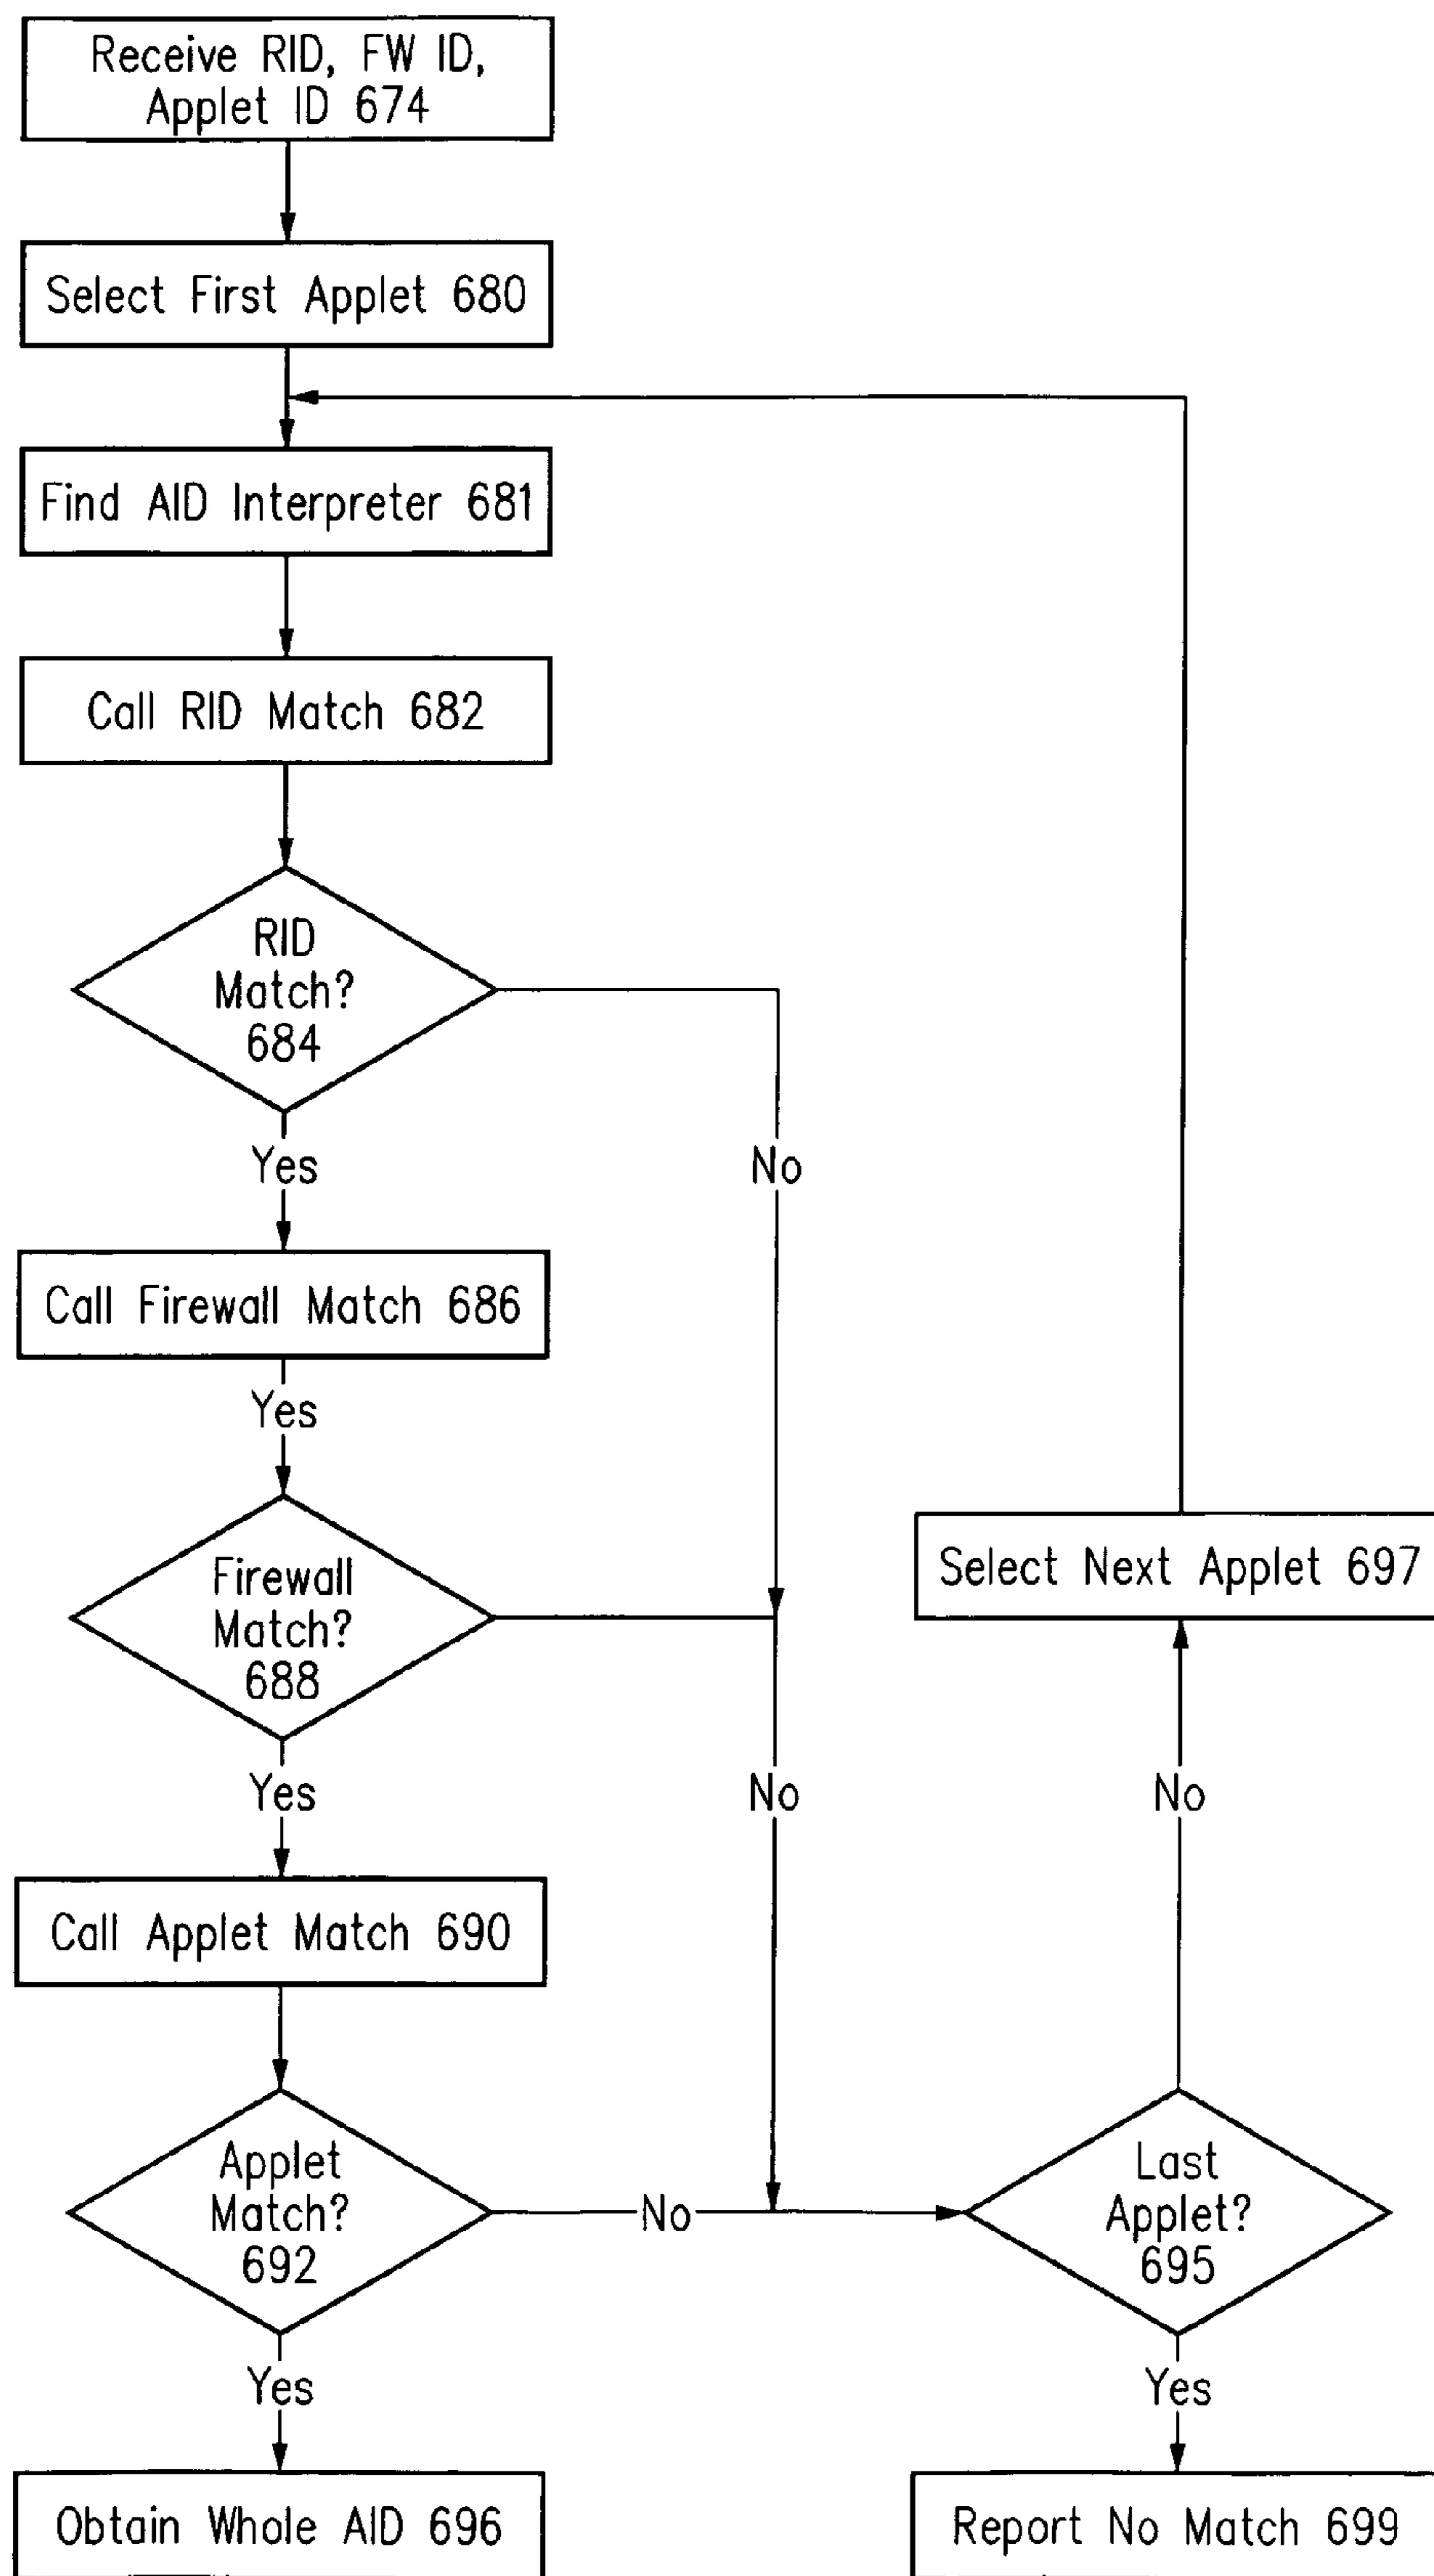 Receive RID, FW ID,
Applet ID 674
Select First Applet 680
Find AID Interpreter 681
Call RID Match 682
RID
Match?
684
Yes
No
Call Firewall Match 686
Yes
Firewall
Match?
688
Select Next Applet 697
Yes
No
No
Call Applet Match 690
Applet
Match?
692
No
Last
Applet?
695
Yes
Yes
Obtain Whole AID 696
Report No Match 699